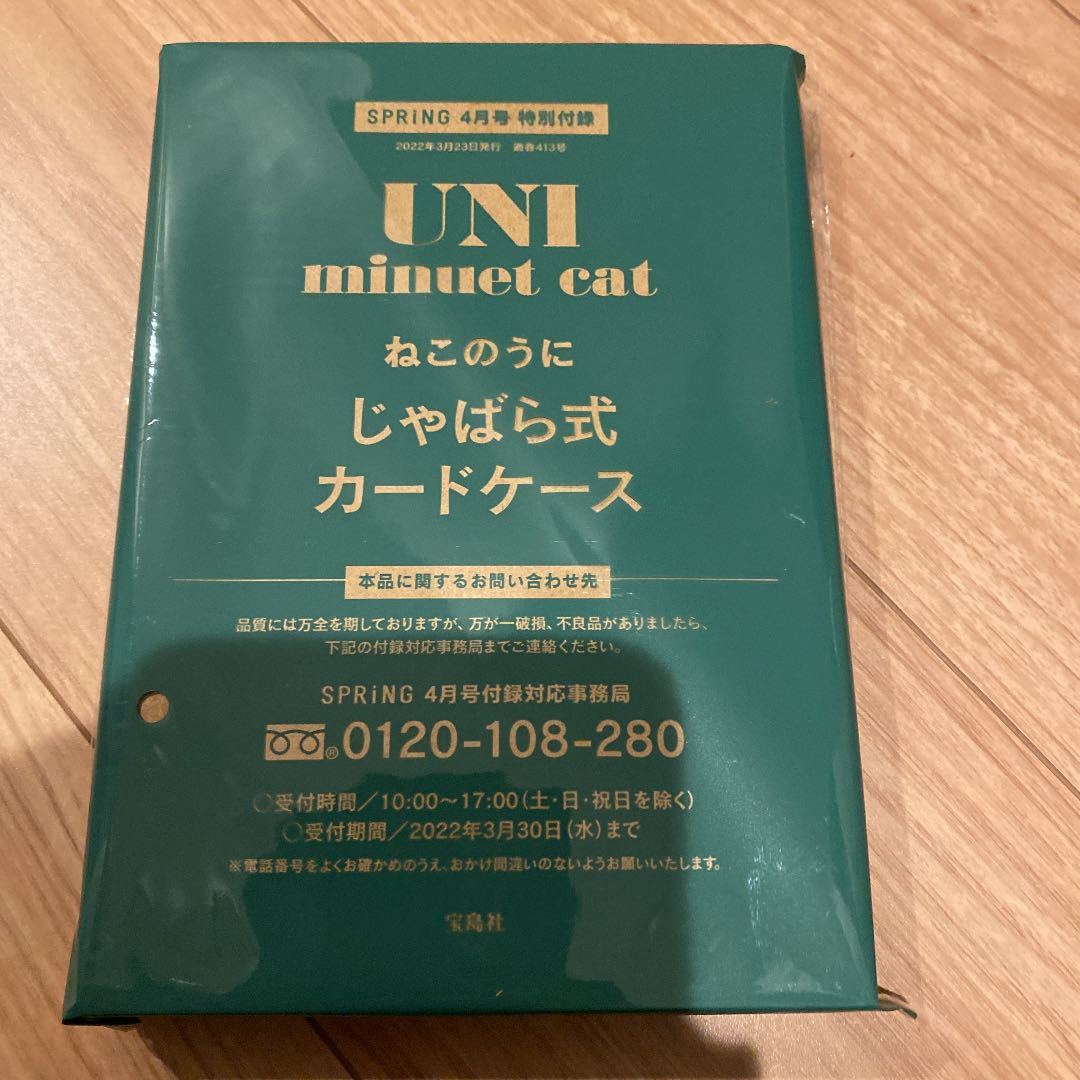 SPRiNG 4月号 特別付録
2022年3月23日発行 通巻413号
UNI
minuet cat
ねこのうに
じゃばら式
カードケース
本品に関するお問い合わせ先
品質には万全を期しておりますが、万が一破損、不良品がありましたら、
下記の付録対応事務局までご連絡ください。
SPRiNG 4月号付録対応事務局
®0120-108-280
○受付時間/10:00~17:00(土・日・祝日を除く)
○受付期間/2022年3月30日(水)まで
※電話番号をよくお確かめのうえ、おかけ間違いのないようお願いいたします。
宝島社